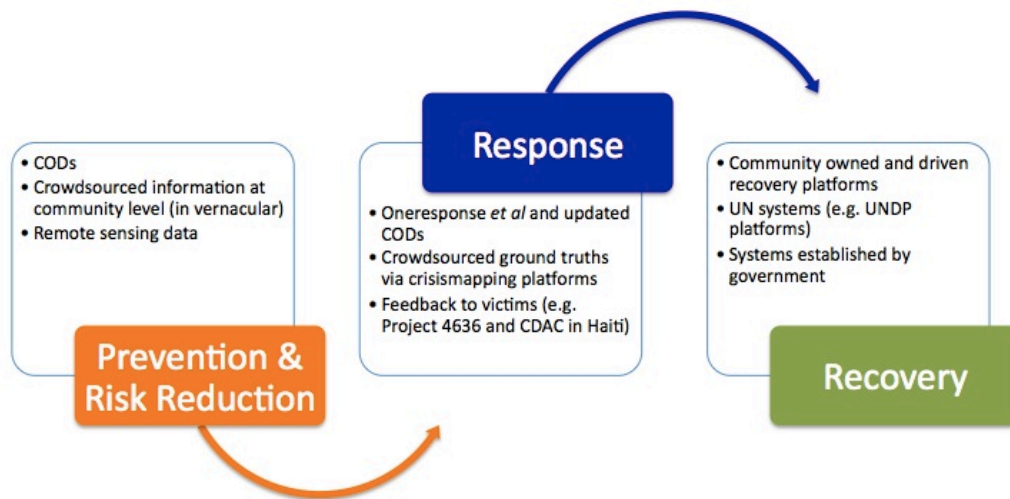 • CODs
• Crowdsourced information at
community level (in vernacular)
• Remote sensing data
Prevention &
Risk Reduction
Response
• Oneresponse et al and updated
CODs
• Crowdsourced ground truths
via crisismapping platforms
• Feedback to victims (e.g.
Project 4636 and CDAC in Haiti)
• Community owned and driven
recovery platforms
• UN systems (e.g. UNDP
platforms)
• Systems established by
government
Recovery